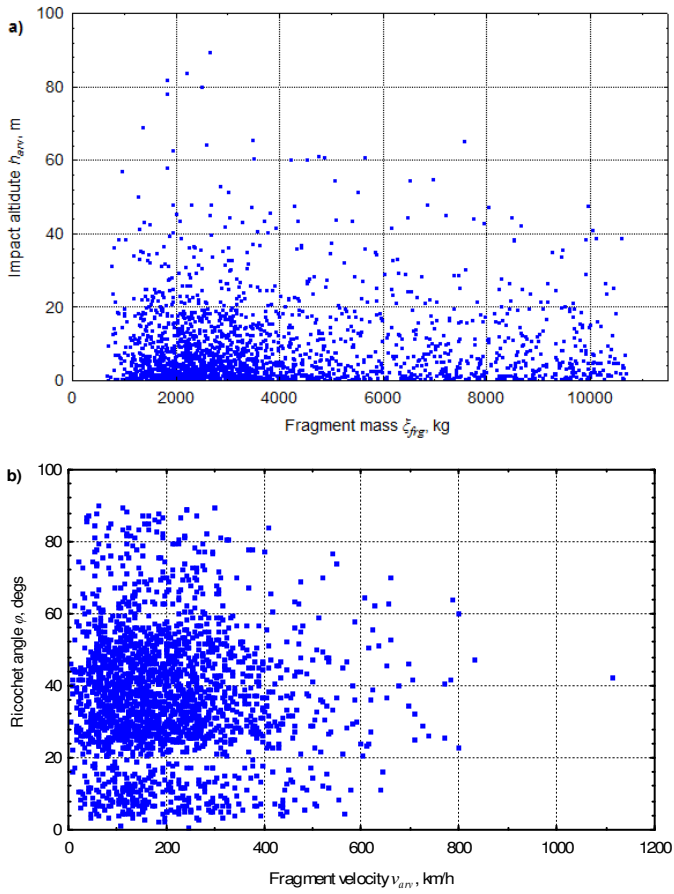 a)
100
80
60
40
20
0
Impact altidute h_arv, m
0 2000 4000 6000 8000 10000
Fragment mass ξ_frg, kg
b)
100
80
60
40
20
0
Ricochet angle φ, degs
0 200 400 600 800 1000 1200
Fragment velocity v_arv, km/h